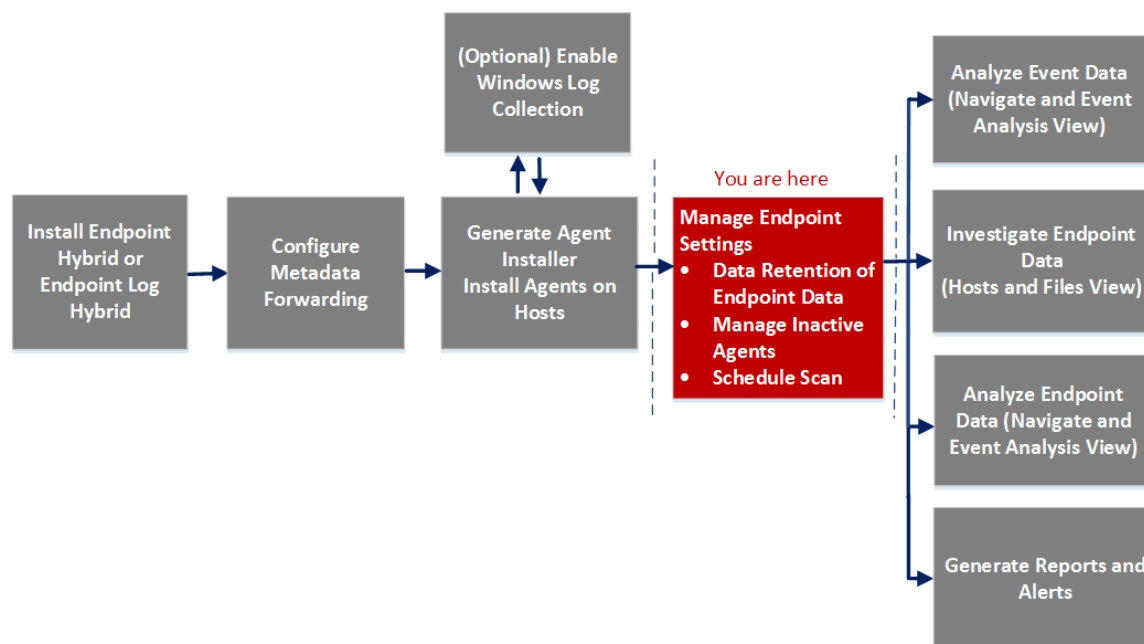 Install Endpoint
Hybrid or
Endpoint Log
Hybrid
Configure
Metadada
Forwarding
(Optional) Enable
Windows Log
Collection
Generate Agent
Installer
Install Agents on
Hosts
You are here
Manage Endpoint
Settings
• Data Retention of
Endpoint Data
• Manage Inactive
Agents
• Schedule Scan
Analyze Event Data
(Navigate and Event
Analysis View)
Investigate Endpoint
Data
(Hosts and Files View)
Analyze Endpoint
Data (Navigate and
Event Analysis View)
Generate Reports and
Alerts